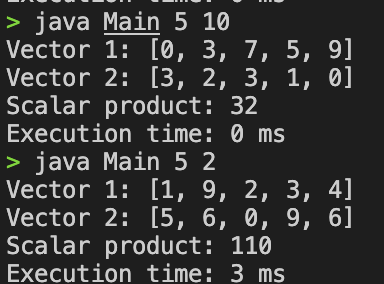 Execution time: 0 ms
> java Main 5 10
Vector 1: [0, 3, 7, 5, 9]
Vector 2: [3, 2, 3, 1, 0]
Scalar product: 32
Execution time: 0 ms
> java Main 5 2
Vector 1: [1, 9, 2, 3, 4]
Vector 2: [5, 6, 0, 9, 6]
Scalar product: 110
Execution time: 3 ms